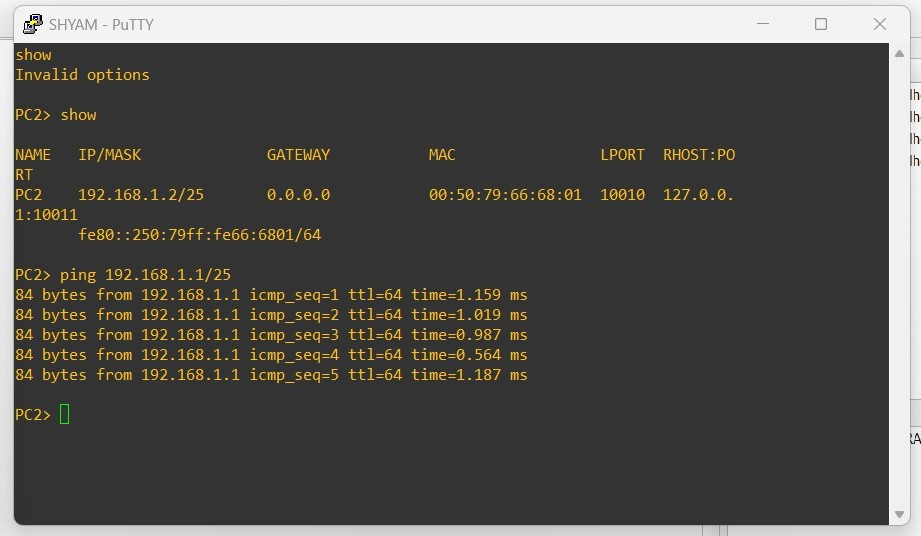 SHYAM - PuTTY
show
Invalid options
PC2> show
NAME   IP/MASK              GATEWAY           MAC                LPORT  RHOST:PO
RT
PC2    192.168.1.2/25       0.0.0.0           00:50:79:66:68:01  10010  127.0.0.
1:10011
       fe80::250:79ff:fe66:6801/64
PC2> ping 192.168.1.1/25
84 bytes from 192.168.1.1 icmp_seq=1 ttl=64 time=1.159 ms
84 bytes from 192.168.1.1 icmp_seq=2 ttl=64 time=1.019 ms
84 bytes from 192.168.1.1 icmp_seq=3 ttl=64 time=0.987 ms
84 bytes from 192.168.1.1 icmp_seq=4 ttl=64 time=0.564 ms
84 bytes from 192.168.1.1 icmp_seq=5 ttl=64 time=1.187 ms
PC2>